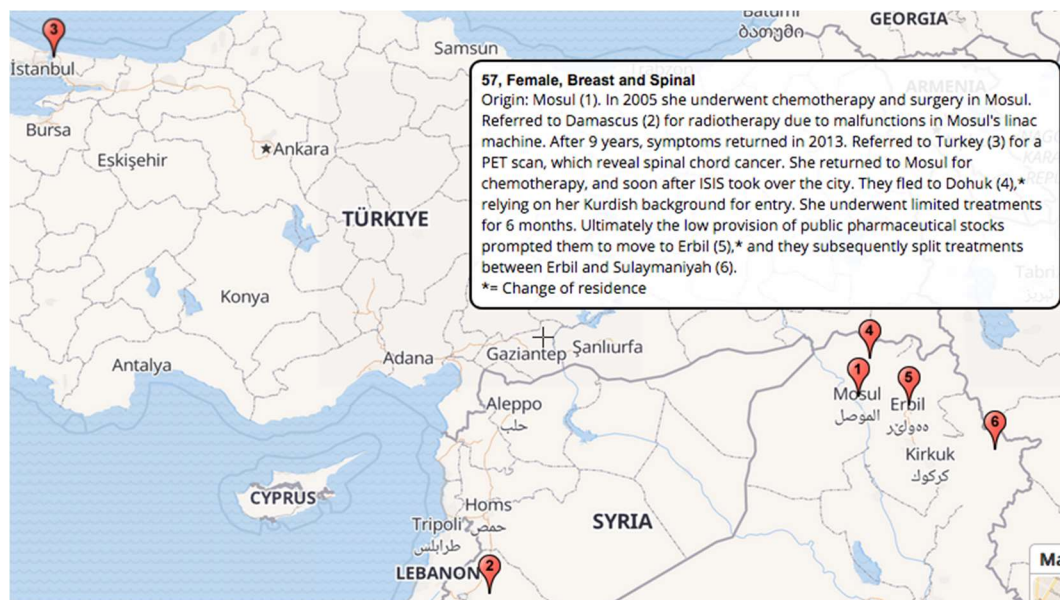 Batumi
ბათუმი
GEORGIA
3
İstanbul
Samsun
Trabzon
ARMENIA
57, Female, Breast and Spinal
Origin: Mosul (1). In 2005 she underwent chemotherapy and surgery in Mosul.
Referred to Damascus (2) for radiotherapy due to malfunctions in Mosul's linac
machine. After 9 years, symptoms returned in 2013. Referred to Turkey (3) for a
PET scan, which reveal spinal chord cancer. She returned to Mosul for
chemotherapy, and soon after ISIS took over the city. They fled to Dohuk (4),*
relying on her Kurdish background for entry. She underwent limited treatments
for 6 months. Ultimately the low provision of public pharmaceutical stocks
prompted them to move to Erbil (5),* and they subsequently split treatments
between Erbil and Sulaymaniyah (6).
*= Change of residence
Bursa
Eskişehir
Ankara
TÜRKIYE
Konya
Antalya
Adana
Gaziantep
Şanlıurfa
4
1
5
Mosul
الموصل
Erbil
ھەولێر
6
Aleppo
حلب
Kirkuk
كركوك
CYPRUS
Homs
حمص
SYRIA
Tripoli
طرابلس
LEBANON
2